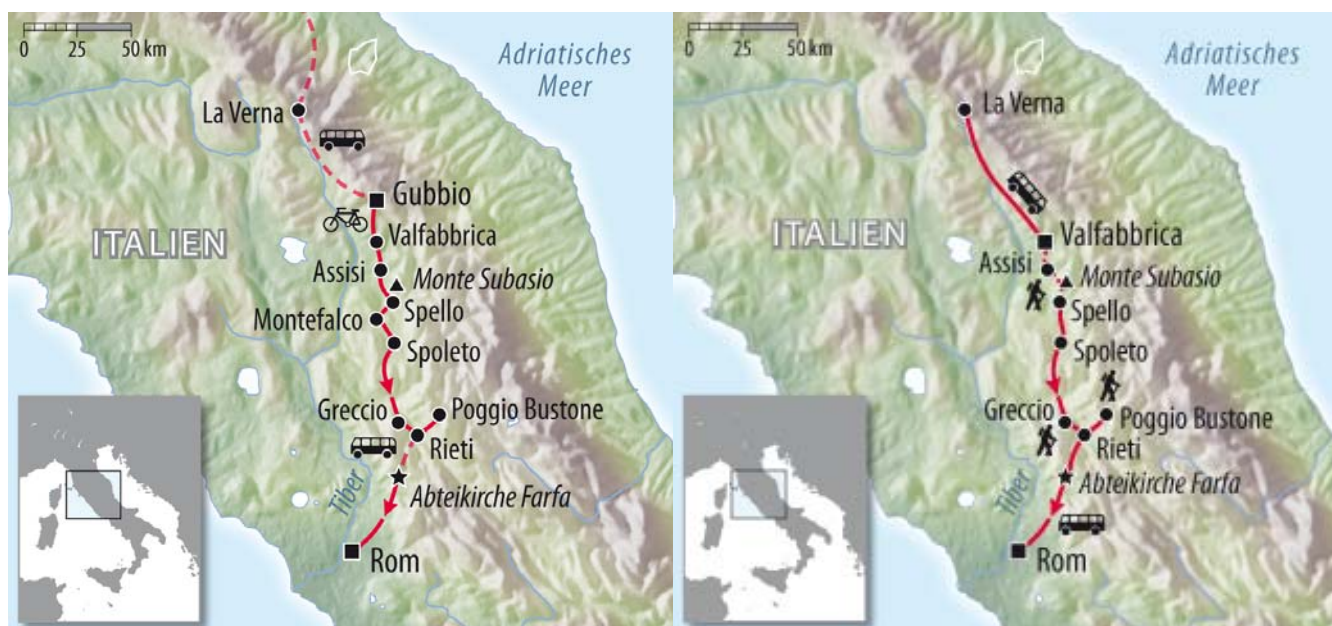 0 25 50 km
Adriatisches
Meer
La Verna
Gubbio
ITALIEN
Valfabbrica
Assisi
Monte Subasio
Spello
Montefalco
Spoleto
Greccio
Poggio Bustone
Rieti
Tiber
Abteikirche Farfa
Rom
0 25 50 km
Adriatisches
Meer
La Verna
ITALIEN
Valfabbrica
Assisi
Monte Subasio
Spello
Spoleto
Greccio
Poggio Bustone
Rieti
Tiber
Abteikirche Farfa
Rom